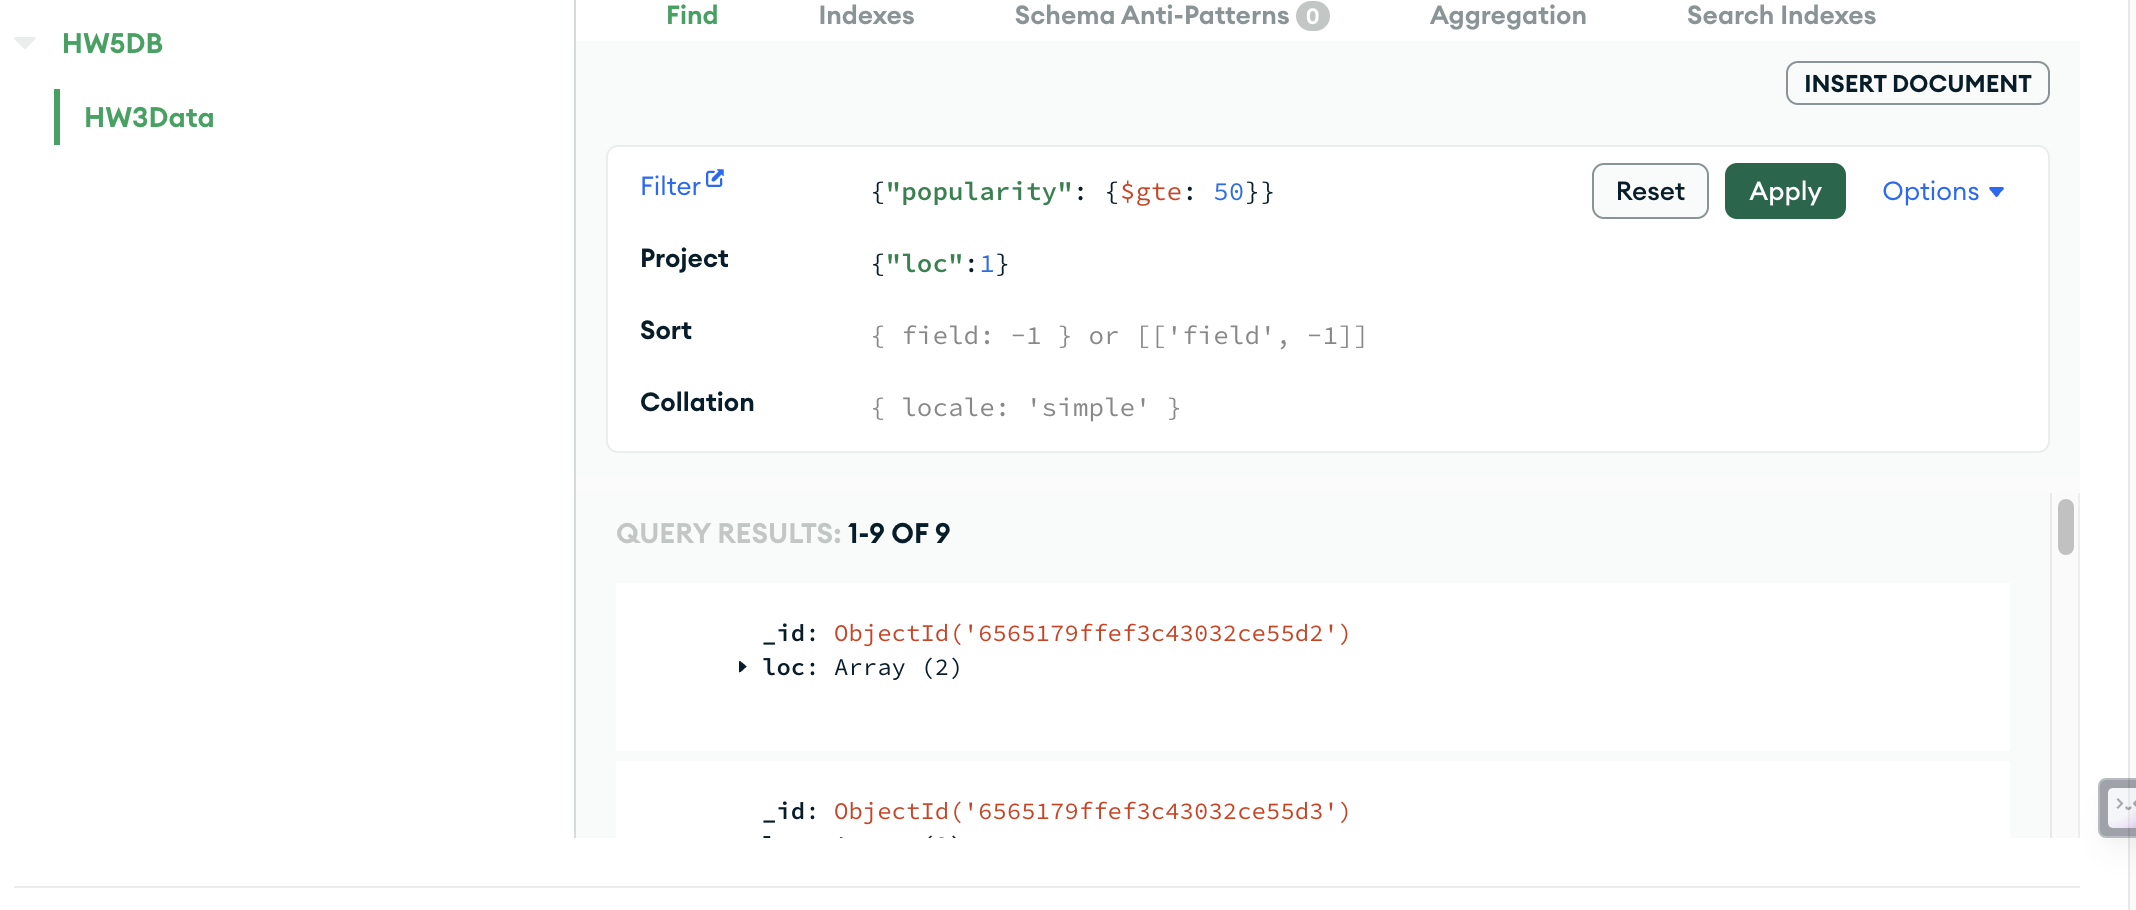 Find Indexes Schema Anti-Patterns 0 Aggregation Search Indexes
HW5DB
HW3Data
INSERT DOCUMENT
Filter {"popularity": {$gte: 50}} Reset Apply Options
Project {"loc":1}
Sort { field: -1 } or [['field', -1]]
Collation { locale: 'simple' }
QUERY RESULTS: 1-9 OF 9
_id: ObjectId('6565179ffef3c43032ce55d2')
loc: Array (2)
_id: ObjectId('6565179ffef3c43032ce55d3')